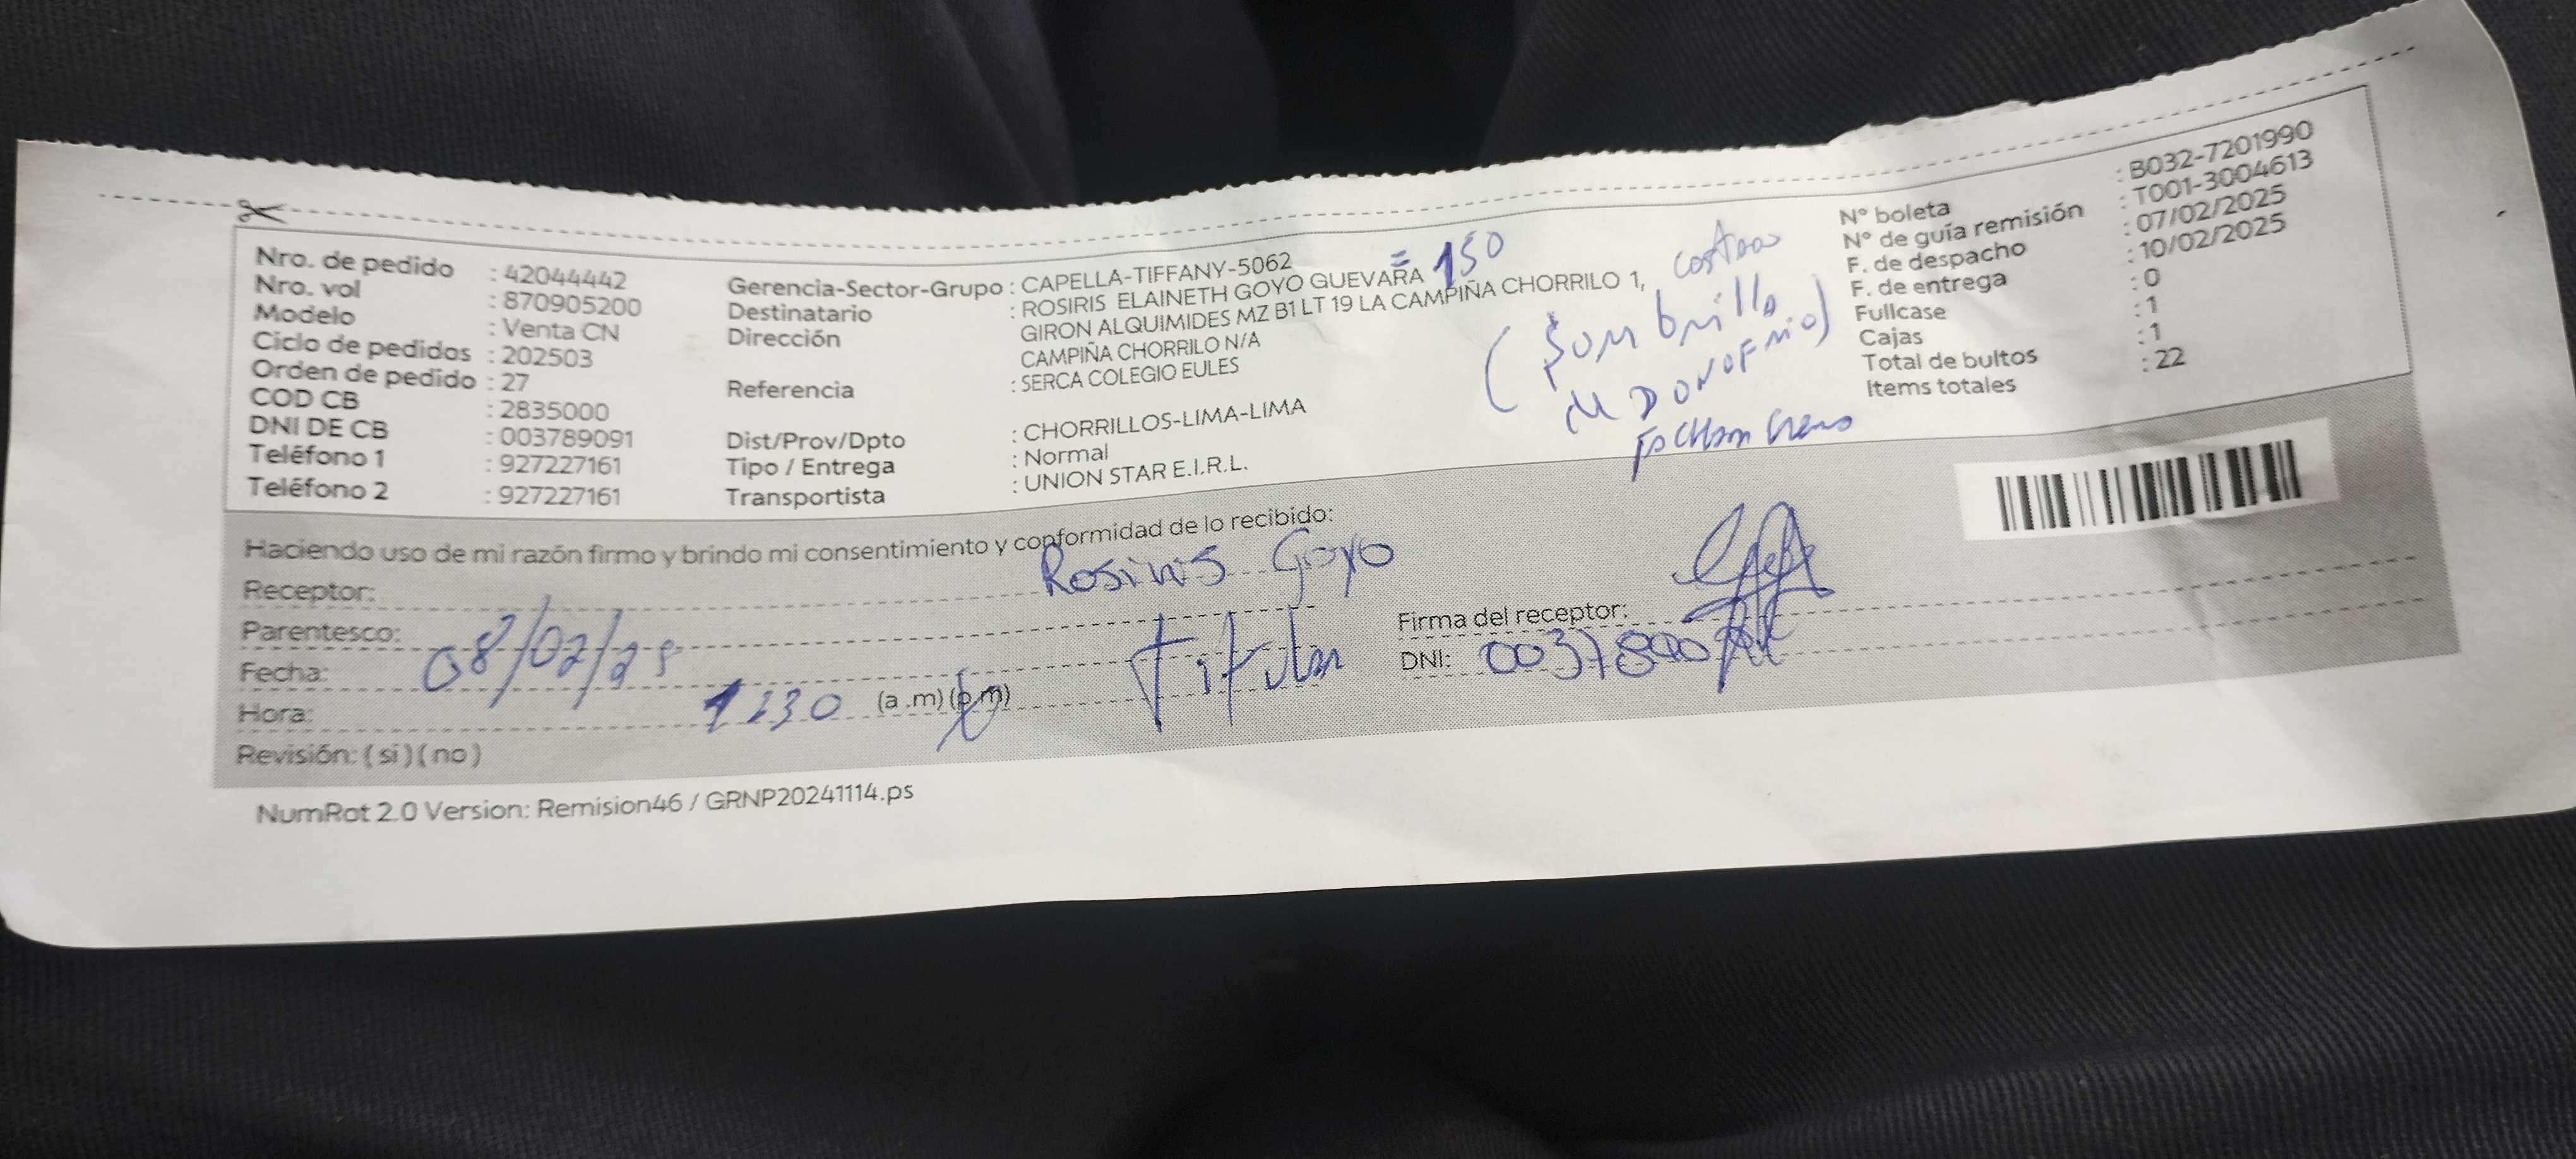 Nro. de pedido : 42044442
Nro. vol : 870905200
Modelo : Venta CN
Ciclo de pedidos : 202503
Orden de pedido : 27
COD CB : 2835000
DNI DE CB : 003789091
Teléfono 1 : 927227161
Teléfono 2 : 927227161
Gerencia-Sector-Grupo : CAPELLA-TIFFANY-5062
Destinatario : ROSIRIS ELAINETH GOYO GUEVARA
Dirección GIRON ALQUIMIDES MZ B1 LT 19 LA CAMPIÑA CHORRILO 1,
CAMPIÑA CHORRILO N/A
Referencia : SERCA COLEGIO EULES
Dist/Prov/Dpto : CHORRILLOS-LIMA-LIMA
Tipo / Entrega : Normal
Transportista : UNION STAR E.I.R.L.
= 150
(Sombrilla
DONOFRIO)
Nº boleta : B032-7201990
Nº de guía remisión : T001-3004613
F. de despacho : 07/02/2025
F. de entrega : 10/02/2025
Fullcase : 0
Cajas : 1
Total de bultos : 1
Items totales : 22
Haciendo uso de mi razón firmo y brindo mi consentimiento y conformidad de lo recibido:
Receptor: Rosiris Goyo
Parentesco: Titular
Fecha: 08/02/25
Hora: 1230 (a .m) (p.m)
Revisión: ( si ) ( no )
Firma del receptor:
DNI:
NumRot 2.0 Version: Remision46 / GRNP20241114.ps